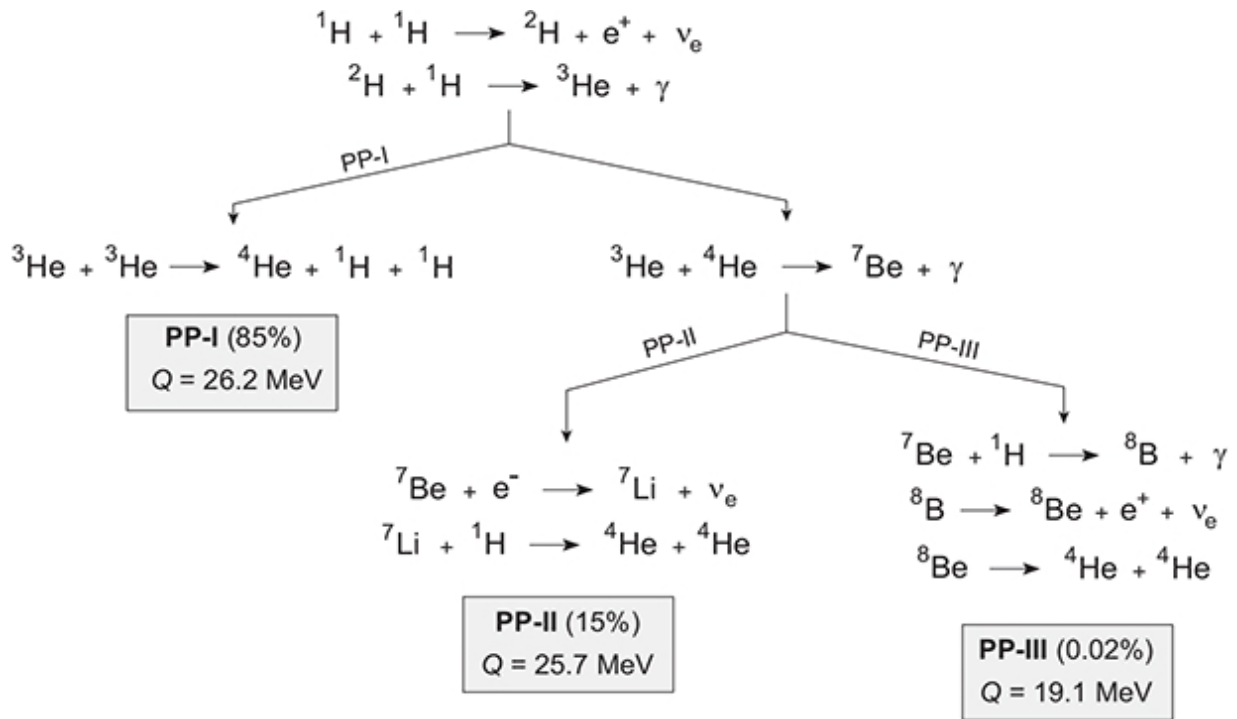 ¹H + ¹H ⟶ ²H + e⁺ + νₑ
²H + ¹H ⟶ ³He + γ
PP-I
³He + ³He ⟶ ⁴He + ¹H + ¹H
PP-I (85%)
Q = 26.2 MeV
³He + ⁴He ⟶ ⁷Be + γ
PP-II
PP-III
⁷Be + e⁻ ⟶ ⁷Li + νₑ
⁷Li + ¹H ⟶ ⁴He + ⁴He
PP-II (15%)
Q = 25.7 MeV
⁷Be + ¹H ⟶ ⁸B + γ
⁸B ⟶ ⁸Be + e⁺ + νₑ
⁸Be ⟶ ⁴He + ⁴He
PP-III (0.02%)
Q = 19.1 MeV